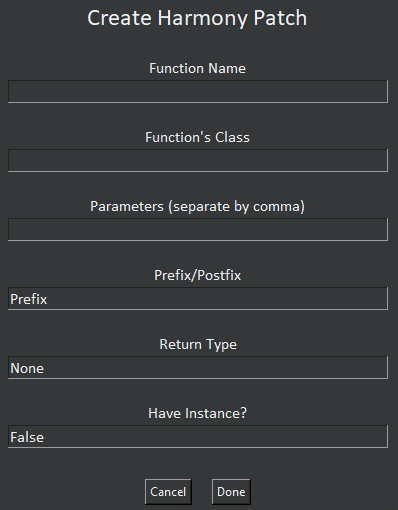 Create Harmony Patch
Function Name
Function's Class
Parameters (separate by comma)
Prefix/Postfix
Prefix
Return Type
None
Have Instance?
False
Cancel Done